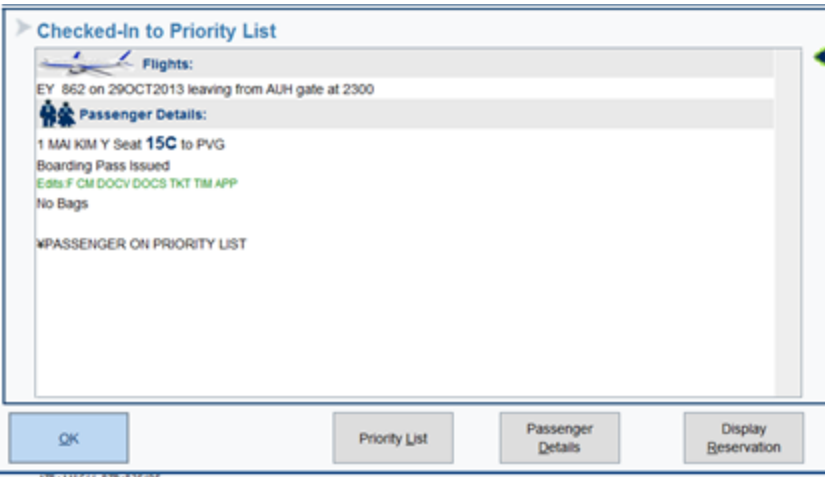 Checked-In to Priority List
Flights:
EY 862 on 29OCT2013 leaving from AUH gate at 2300
Passenger Details:
1 MAI KIM Y Seat 15C to PVG
Boarding Pass Issued
Edits:F CM DOCV DOCS TKT TIM APP
No Bags
¥PASSENGER ON PRIORITY LIST
OK
Priority List
Passenger
Details
Display
Reservation